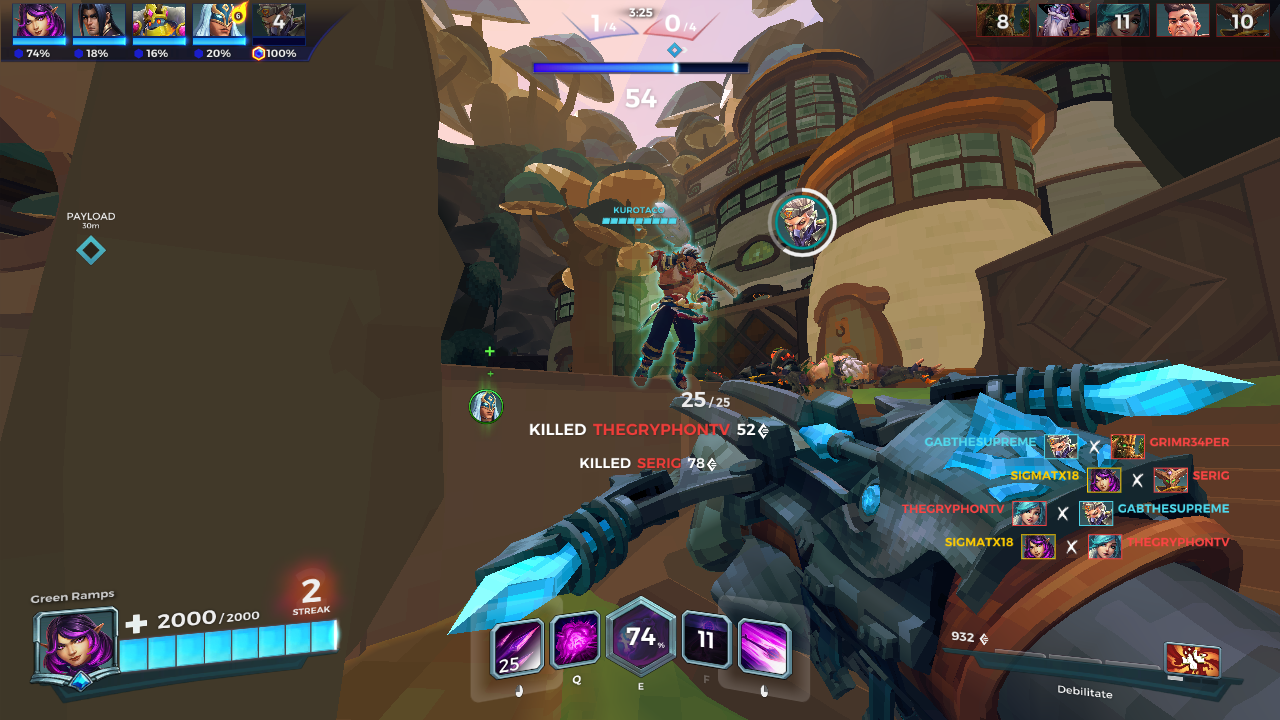 74% 18% 16% 20% 100%
6
4
3:25
1/4 0/4
54
8 11 10
PAYLOAD
30m
KUROTACO
25/25
KILLED THEGRYPHONTV 52
KILLED SERIG 78
GABTHESUPREME X GRIMR34PER
SIGMATX18 X SERIG
THEGRYPHONTV X GABTHESUPREME
SIGMATX18 X THEGRYPHONTV
Green Ramps
2000/2000
2
STREAK
25
Q
74%
E
11
F
932
Debilitate